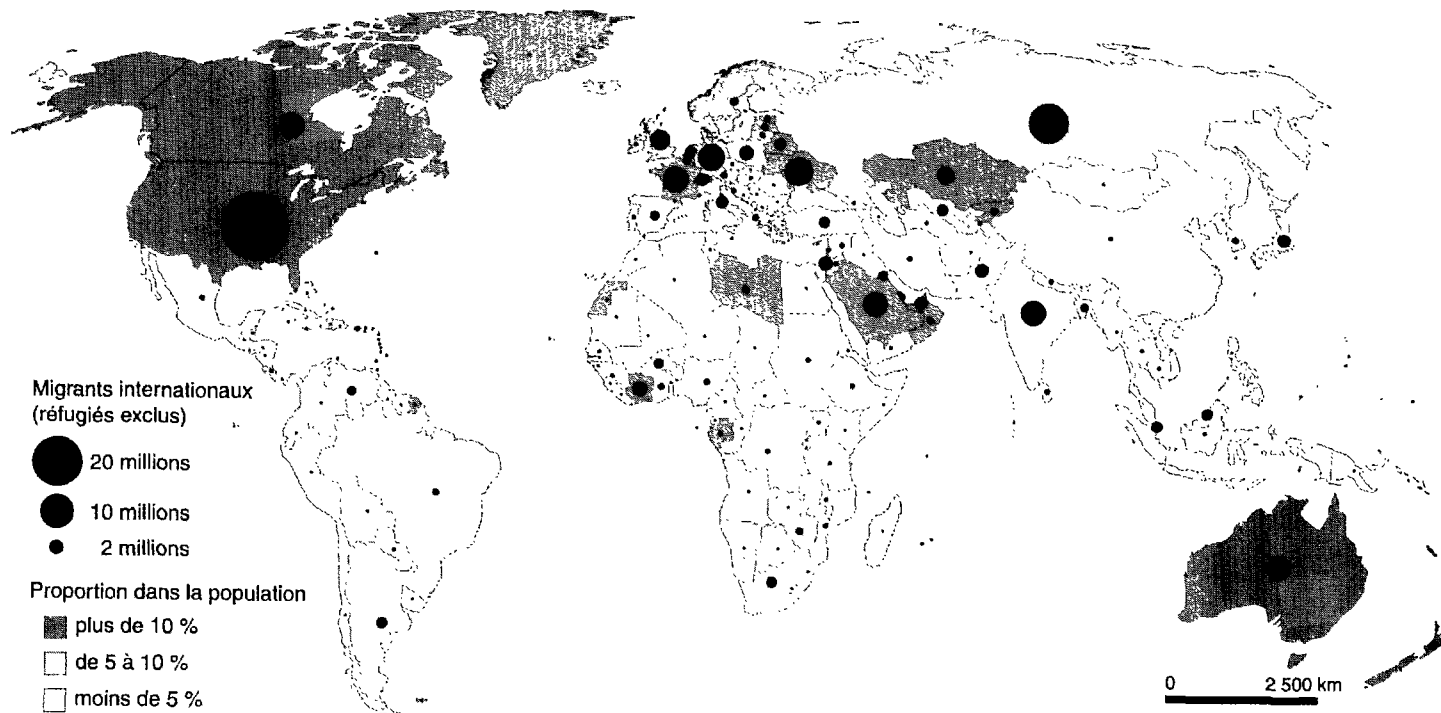 Migrants internationaux
(réfugiés exclus)
20 millions
10 millions
2 millions
Proportion dans la population
plus de 10 %
de 5 à 10 %
moins de 5 %
0 2 500 km